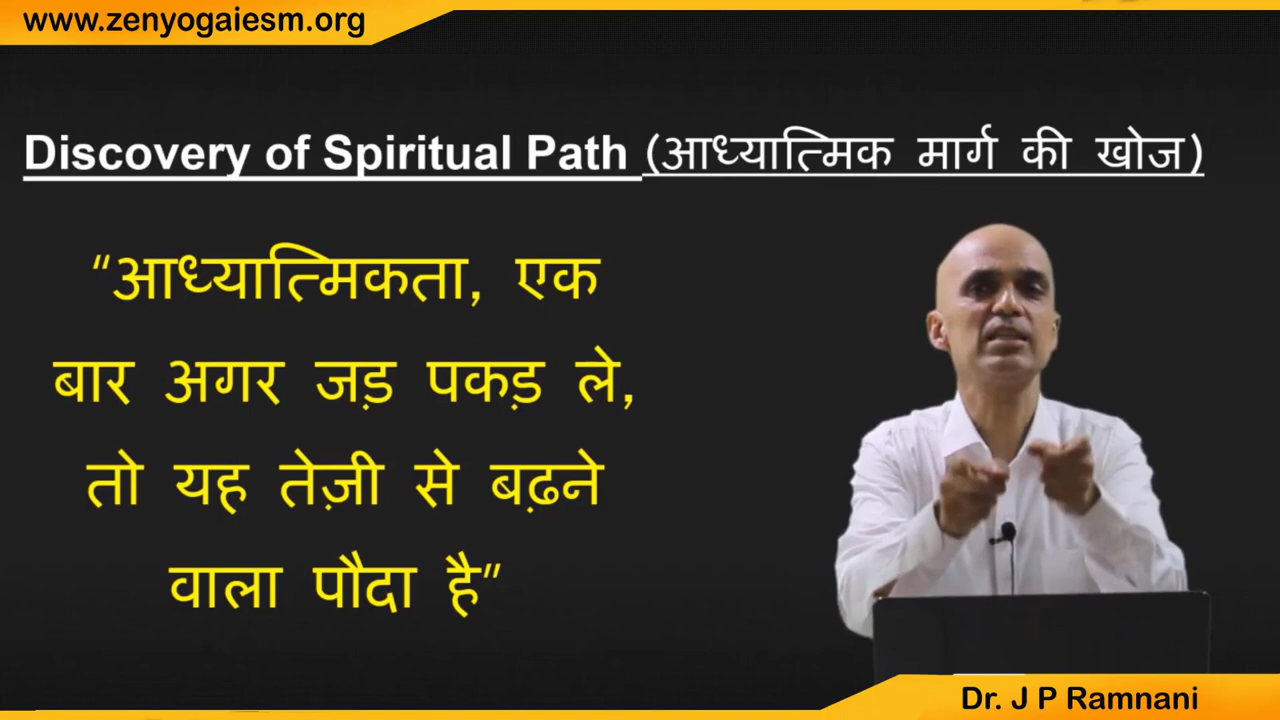 www.zenyogaiesm.org
Discovery of Spiritual Path (आध्यात्मिक मार्ग की खोज)
“आध्यात्मिकता, एक
बार अगर जड़ पकड़ ले,
तो यह तेज़ी से बढ़ने
वाला पौदा है”
Dr. J P Ramnani